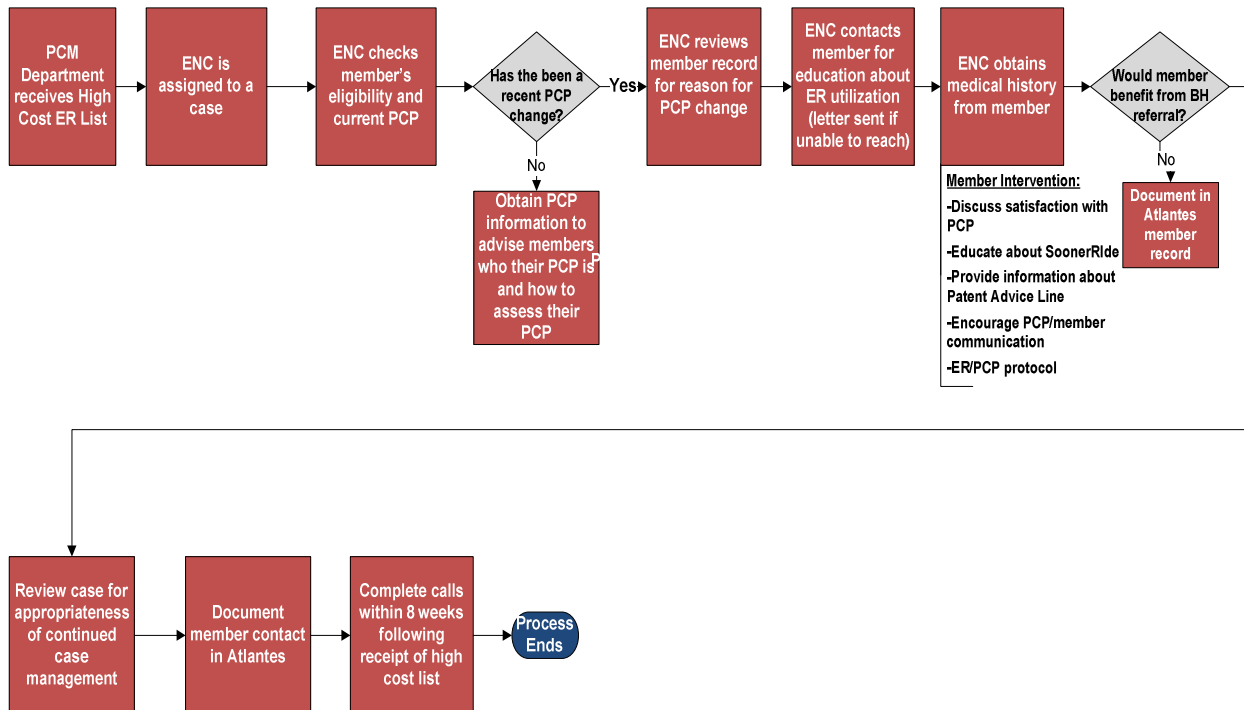 PCM
Department
receives High
Cost ER List
ENC is
assigned to a
case
ENC checks
member's
eligibility and
current PCP
Has the been a
recent PCP
change?
Yes
No
Obtain PCP
information to
advise members
who their PCP is
P
and how to
assess their
PCP
ENC reviews
member record
for reason for
PCP change
ENC contacts
member for
education about
ER utilization
(letter sent if
unable to reach)
ENC obtains
medical history
from member
Member Intervention:
-Discuss satisfaction with
PCP
-Educate about SoonerRIde
-Provide information about
Patent Advice Line
-Encourage PCP/member
communication
-ER/PCP protocol
Would member
benefit from BH
referral?
No
Document in
Atlantes
member
record
Review case for
appropriateness
of continued
case
management
Document
member contact
in Atlantes
Complete calls
within 8 weeks
following
receipt of high
cost list
Process
Ends